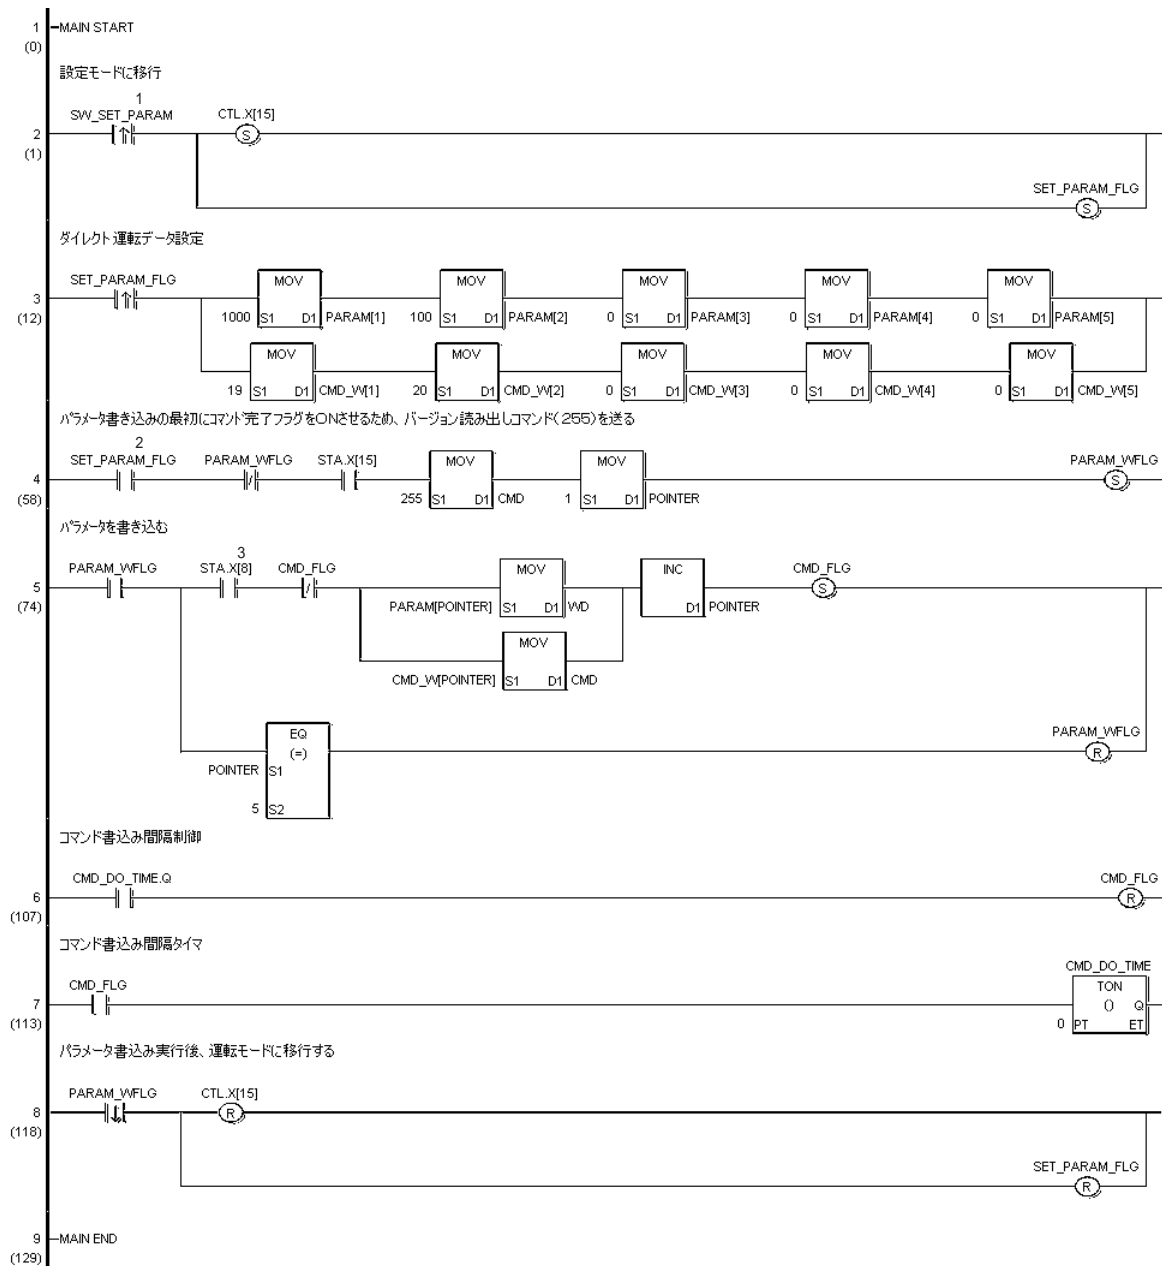 1 MAIN START
(0)
設定モードに移行
1
SW_SET_PARAM CTL.X[15]
S
2
(1)
SET_PARAM_FLG
S
ダイレクト運転データ設定
SET_PARAM_FLG MOV MOV MOV MOV MOV
3
(12)
1000 S1 D1 PARAM[1] 100 S1 D1 PARAM[2] 0 S1 D1 PARAM[3] 0 S1 D1 PARAM[4] 0 S1 D1 PARAM[5]
MOV MOV MOV MOV MOV
19 S1 D1 CMD_W[1] 20 S1 D1 CMD_W[2] 0 S1 D1 CMD_W[3] 0 S1 D1 CMD_W[4] 0 S1 D1 CMD_W[5]
パラメータ書き込みの最初にコマンド完了フラグをONさせるため、バージョン読み出しコマンド(255)を送る
2
SET_PARAM_FLG PARAM_WFLG STA.X[15] MOV MOV PARAM_WFLG
4 S
(58) 255 S1 D1 CMD 1 S1 D1 POINTER
パラメータを書き込む
3
PARAM_WFLG STA.X[8] CMD_FLG MOV INC CMD_FLG
5 S
(74) PARAM[POINTER] S1 D1 WD D1 POINTER
MOV
CMD_W[POINTER] S1 D1 CMD
EQ PARAM_WFLG
(=) R
POINTER S1
5 S2
コマンド書込み間隔制御
CMD_DO_TIME.Q CMD_FLG
6 R
(107)
コマンド書込み間隔タイマ
CMD_DO_TIME
CMD_FLG TON
7 () Q
(113) 0 PT ET
パラメータ書込み実行後、運転モードに移行する
PARAM_WFLG CTL.X[15]
8 R
(118)
SET_PARAM_FLG
R
9 MAIN END
(129)